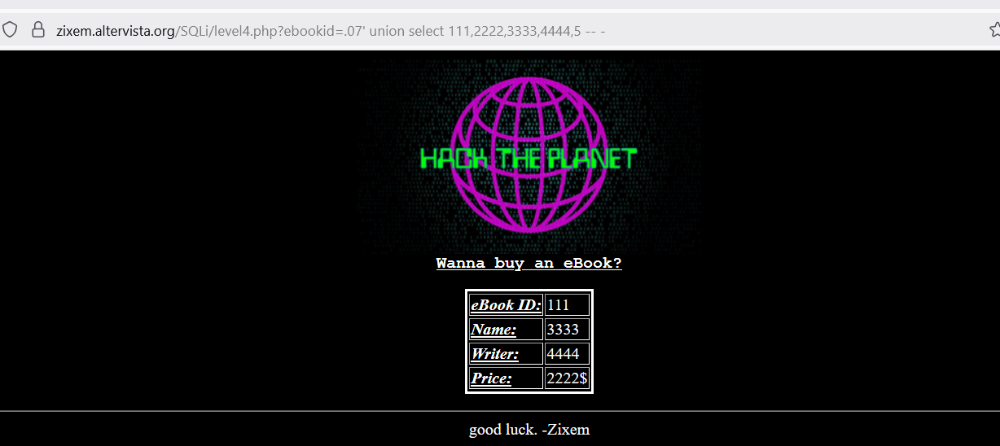 zixem.altervista.org/SQLi/level4.php?ebookid=.07' union select 111,2222,3333,4444,5 -- -
HACK THE PLANET
Wanna buy an eBook?
eBook ID: 111
Name: 3333
Writer: 4444
Price: 2222$
good luck. -Zixem